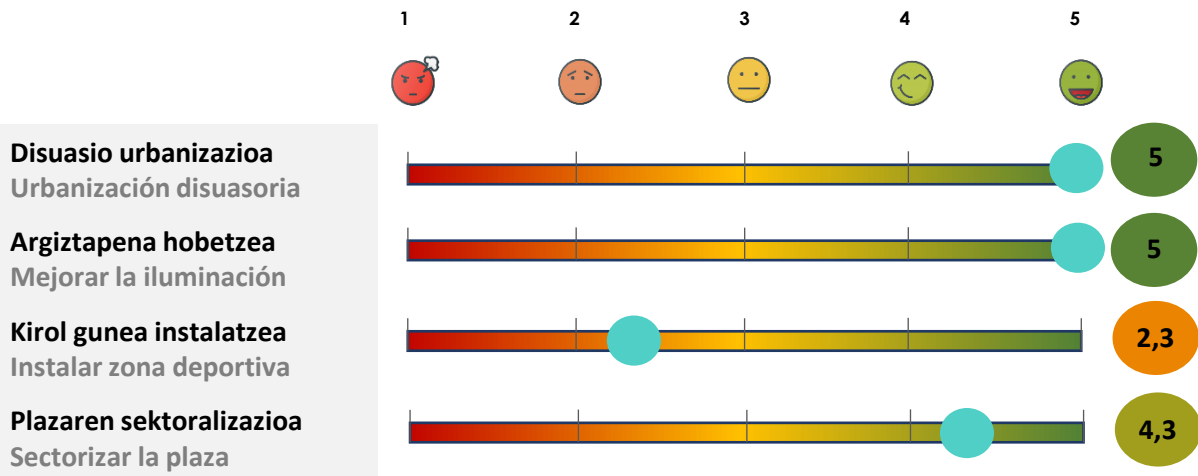 1 2 3 4 5
Disuasio urbanizazioa
Urbanización disuasoria
5
Argiztapena hobetzea
Mejorar la iluminación
5
Kirol gunea instalatzea
Instalar zona deportiva
2,3
Plazaren sektoralizazioa
Sectorizar la plaza
4,3